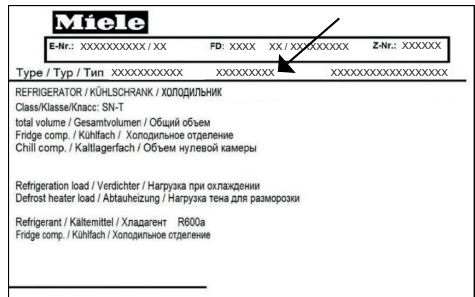 Miele
E-Nr.: XXXXXXXXXX / XX FD: XXXX XX / XXXXXXXXX Z-Nr.: XXXXXX
Type / Typ / Тип XXXXXXXXXXX XXXXXXXXX XXXXXXXXXXXXXXXXXX
REFRIGERATOR / KÜHLSCHRANK / ХОЛОДИЛЬНИК
Class/Klasse/Класс: SN-T
total volume / Gesamtvolumen / Общий объем
Fridge comp. / Kühlfach / Холодильное отделение
Chill comp. / Kaltlagerfach / Объем нулевой камеры
Refrigeration load / Verdichter / Нагрузка при охлаждении
Defrost heater load / Abtauheizung / Нагрузка тена для разморозки
Refrigerant / Kältemittel / Хладагент R600a
Fridge comp. / Kühlfach / Холодильное отделение